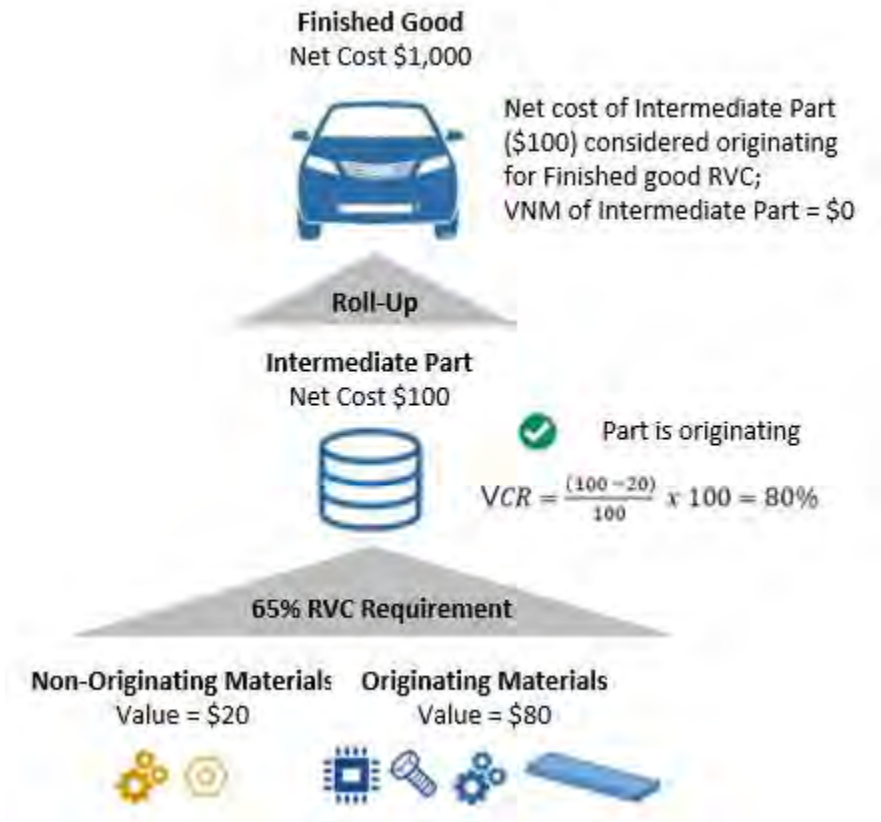 Finished Good
Net Cost $1,000
Net cost of Intermediate Part
($100) considered originating
for Finished good RVC;
VNM of Intermediate Part = $0
Roll-Up
Intermediate Part
Net Cost $100
Part is originating
VCR = (100 - 20) / 100 x 100 = 80%
65% RVC Requirement
Non-Originating Materials Originating Materials
Value = $20 Value = $80